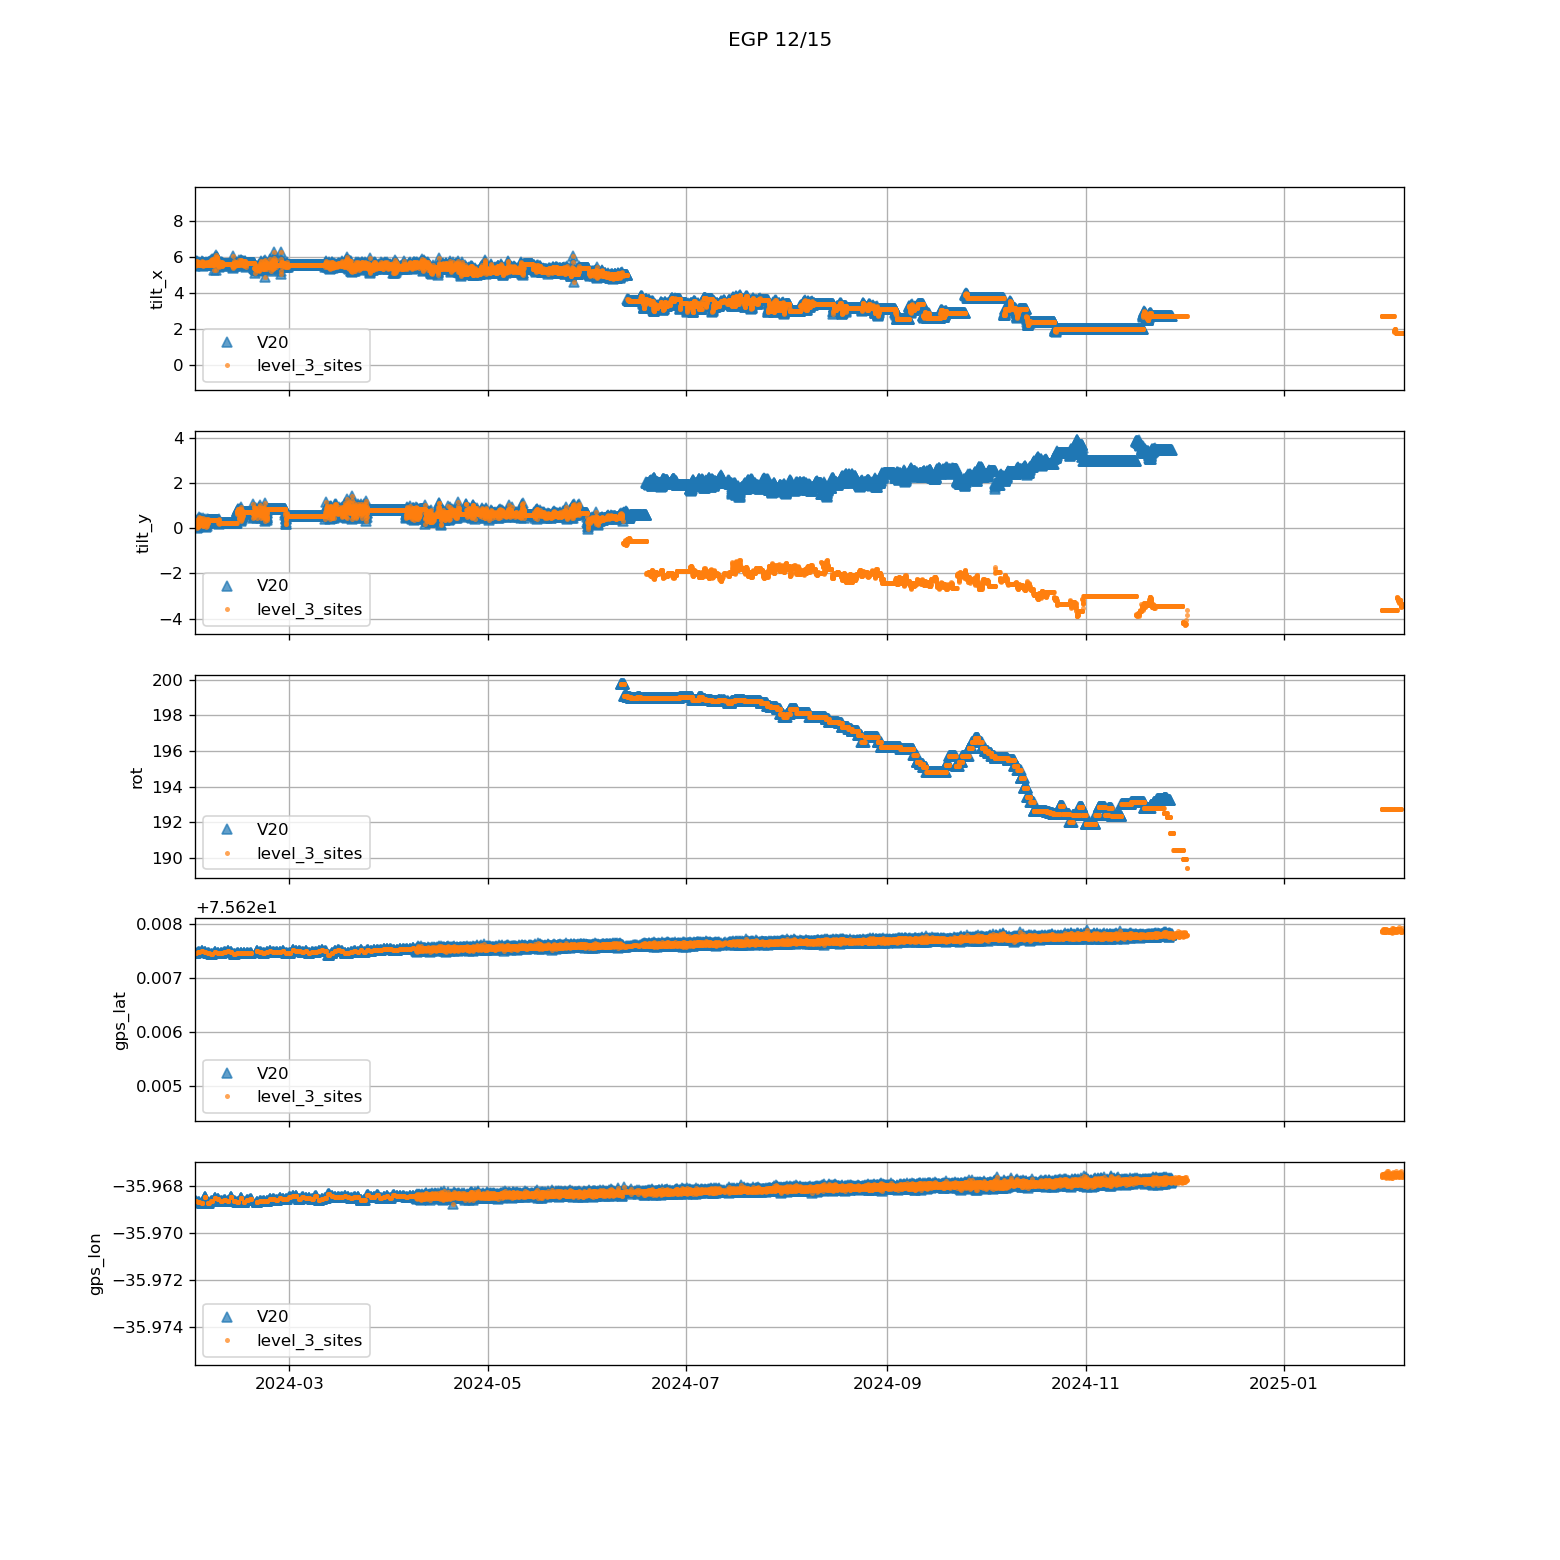 EGP 12/15
8
6
4
2
0
tilt_x
V20
level_3_sites
4
2
0
−2
−4
tilt_y
V20
level_3_sites
200
198
196
194
192
190
rot
V20
level_3_sites
+7.562e1
0.008
0.007
0.006
0.005
gps_lat
V20
level_3_sites
−35.968
−35.970
−35.972
−35.974
gps_lon
V20
level_3_sites
2024-03 2024-05 2024-07 2024-09 2024-11 2025-01